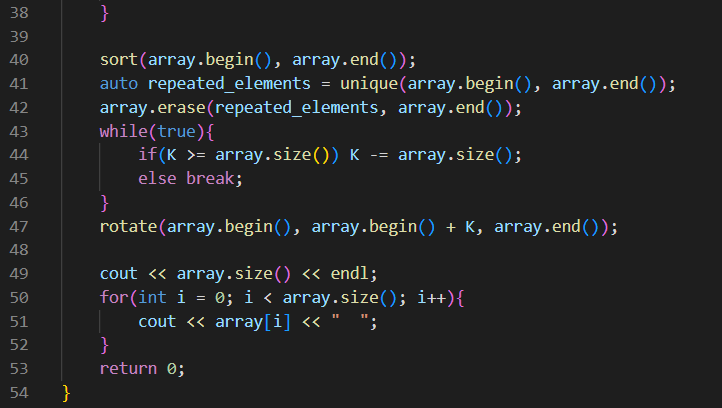 38     }
39
40     sort(array.begin(), array.end());
41     auto repeated_elements = unique(array.begin(), array.end());
42     array.erase(repeated_elements, array.end());
43     while(true){
44         if(K >= array.size()) K -= array.size();
45         else break;
46     }
47     rotate(array.begin(), array.begin() + K, array.end());
48
49     cout << array.size() << endl;
50     for(int i = 0; i < array.size(); i++){
51         cout << array[i] << "  ";
52     }
53     return 0;
54 }